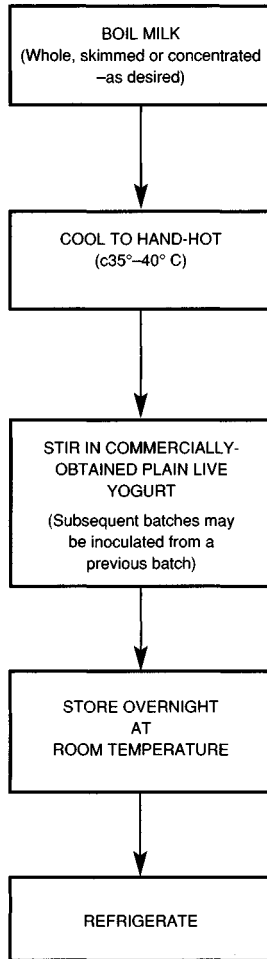 BOIL MILK
(Whole, skimmed or concentrated
–as desired)
COOL TO HAND-HOT
(c35°–40° C)
STIR IN COMMERCIALLY-
OBTAINED PLAIN LIVE
YOGURT
(Subsequent batches may
be inoculated from a
previous batch)
STORE OVERNIGHT
AT
ROOM TEMPERATURE
REFRIGERATE